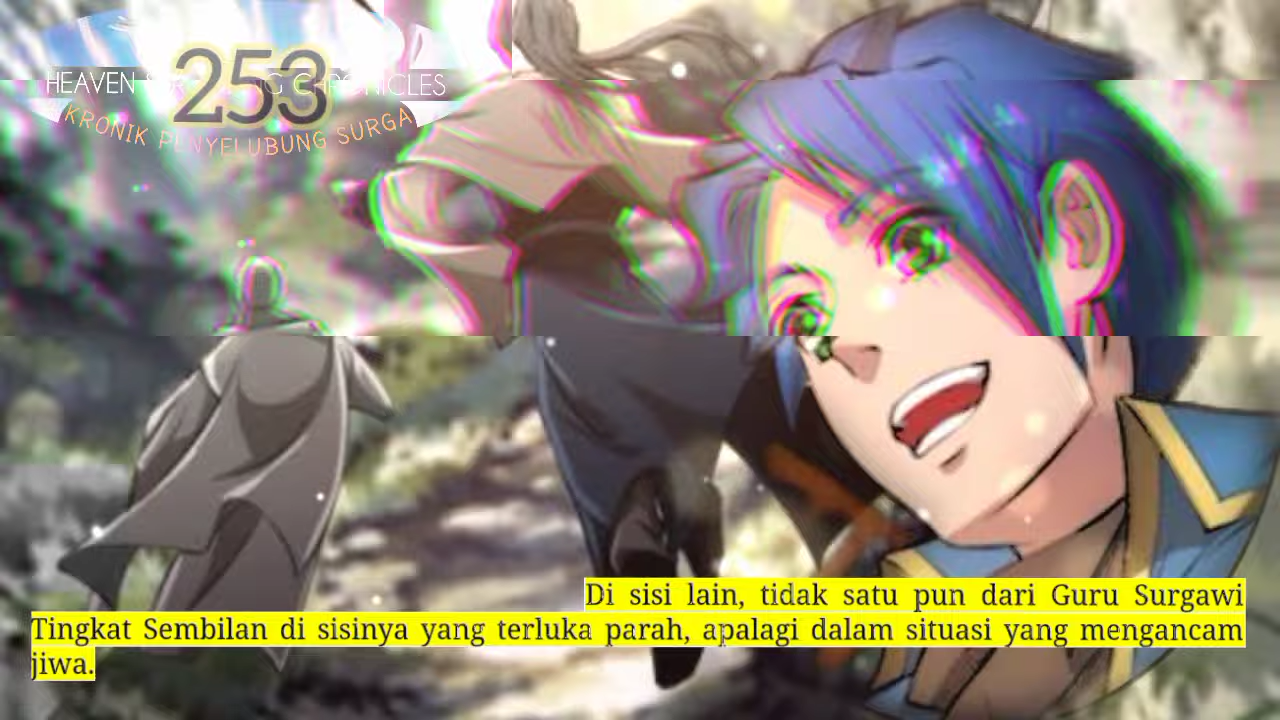 253
HEAVEN
CHRONICLES
KRONIK PENYELUBUNG SURGA
Di sisi lain, tidak satu pun dari Guru Surgawi
Tingkat Sembilan di sisinya yang terluka parah, apalagi dalam situasi yang mengancam
jiwa.